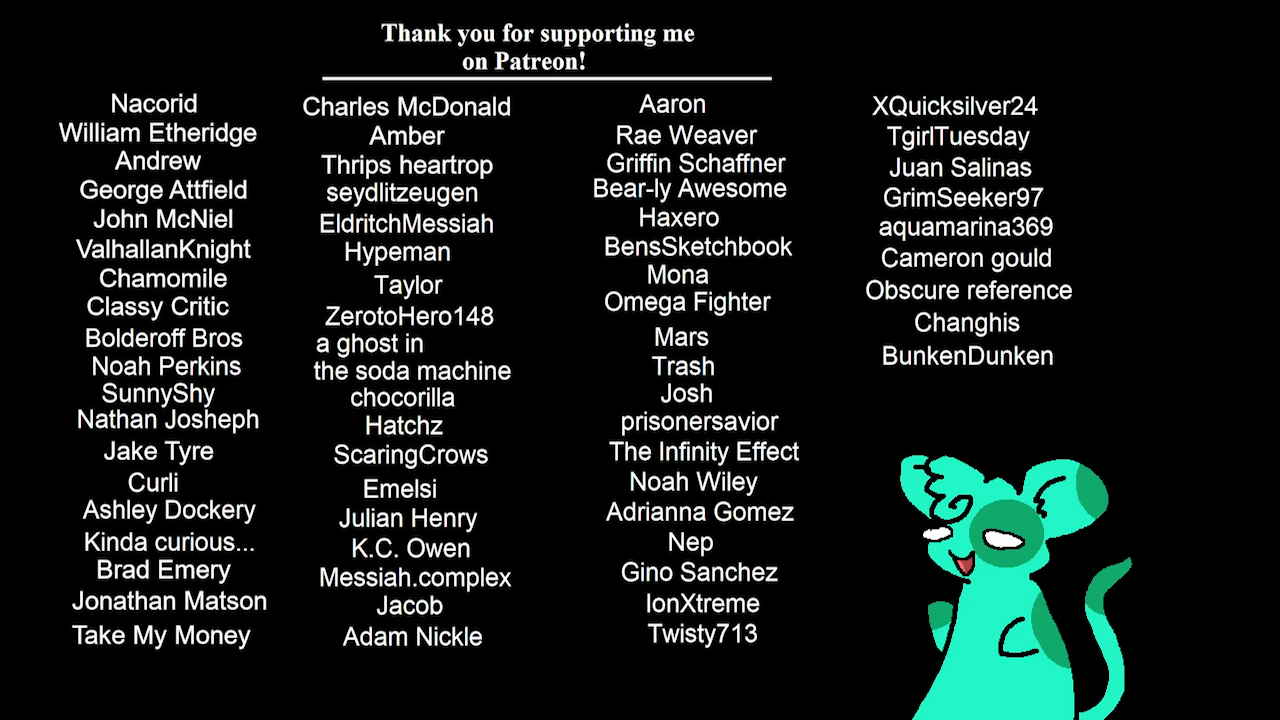 Thank you for supporting me
on Patreon!
Nacorid
William Etheridge
Andrew
George Attfield
John McNiel
ValhallanKnight
Chamomile
Classy Critic
Bolderoff Bros
Noah Perkins
SunnyShy
Nathan Josheph
Jake Tyre
Curli
Ashley Dockery
Kinda curious...
Brad Emery
Jonathan Matson
Take My Money
Charles McDonald
Amber
Thrips heartrop
seydlitzeugen
EldritchMessiah
Hypeman
Taylor
ZerotoHero148
a ghost in
the soda machine
chocorilla
Hatchz
ScaringCrows
Emelsi
Julian Henry
K.C. Owen
Messiah.complex
Jacob
Adam Nickle
Aaron
Rae Weaver
Griffin Schaffner
Bear-ly Awesome
Haxero
BensSketchbook
Mona
Omega Fighter
Mars
Trash
Josh
prisonersavior
The Infinity Effect
Noah Wiley
Adrianna Gomez
Nep
Gino Sanchez
IonXtreme
Twisty713
XQuicksilver24
TgirlTuesday
Juan Salinas
GrimSeeker97
aquamarina369
Cameron gould
Obscure reference
Changhis
BunkenDunken